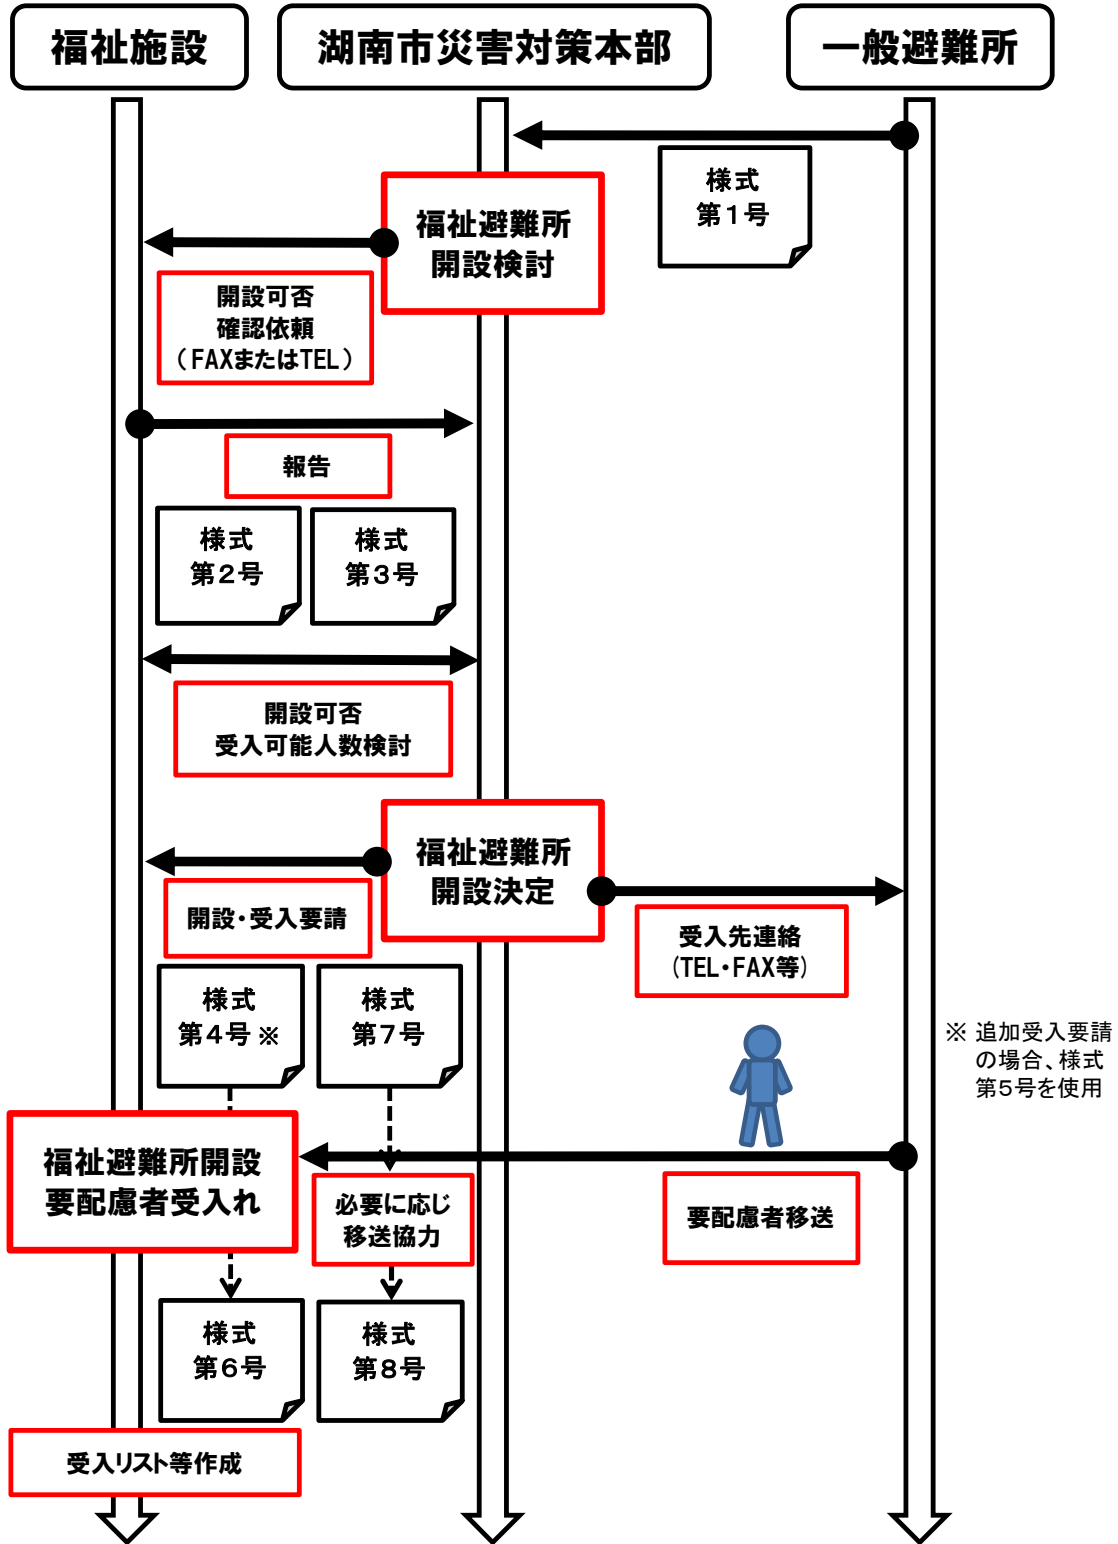 福祉施設
湖南市災害対策本部
一般避難所
様式
第1号
福祉避難所
開設検討
開設可否
確認依頼
（FAXまたはTEL）
報告
様式
第2号
様式
第3号
開設可否
受入可能人数検討
福祉避難所
開設決定
開設・受入要請
受入先連絡
(TEL・FAX等)
様式
第4号※
様式
第7号
※ 追加受入要請
の場合、様式
第5号を使用
福祉避難所開設
要配慮者受入れ
必要に応じ
移送協力
要配慮者移送
様式
第6号
様式
第8号
受入リスト等作成